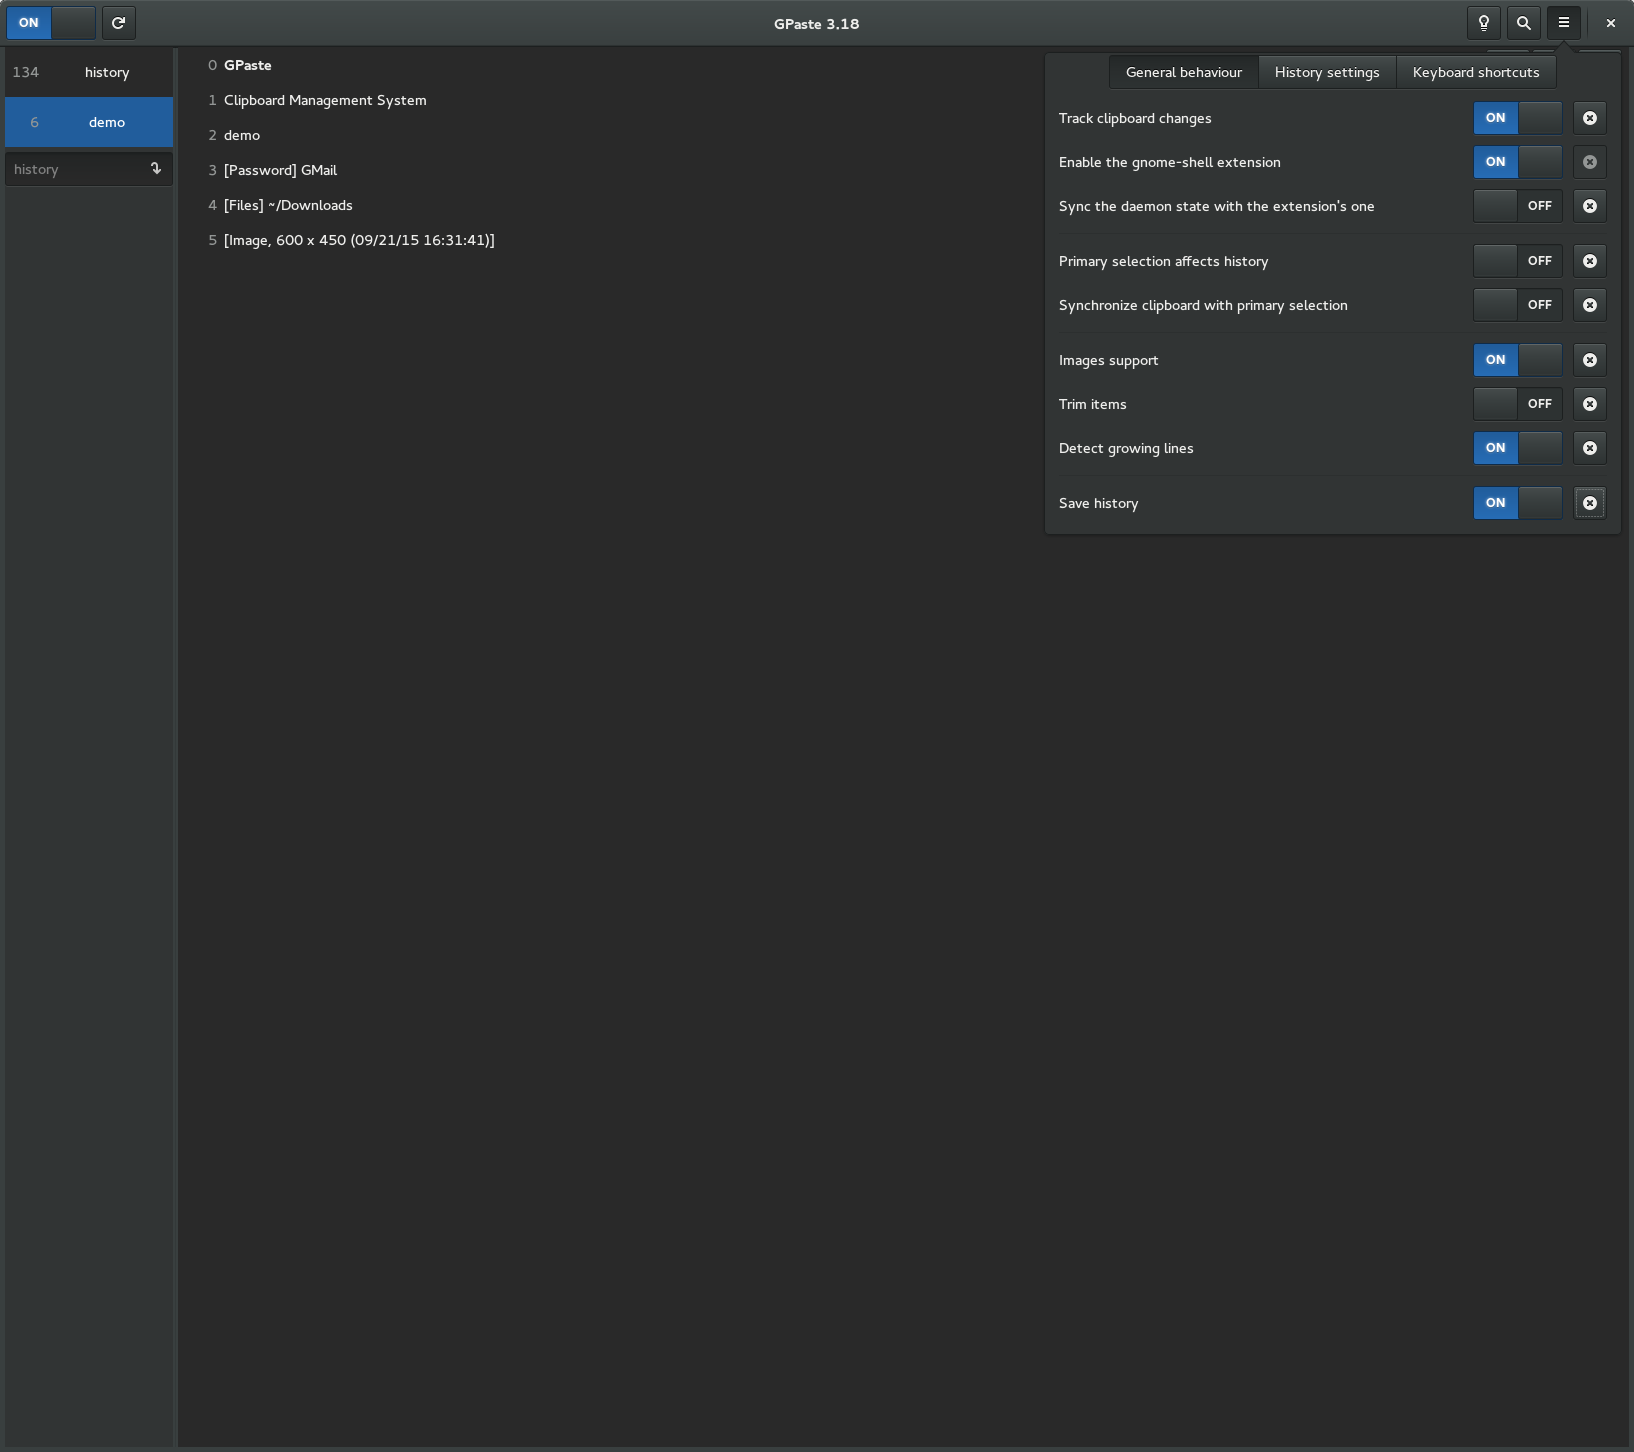 ON GPaste 3.18
134 history
6 demo
history
0 GPaste
1 Clipboard Management System
2 demo
3 [Password] GMail
4 [Files] ~/Downloads
5 [Image, 600 x 450 (09/21/15 16:31:41)]
General behaviour History settings Keyboard shortcuts
Track clipboard changes ON
Enable the gnome-shell extension ON
Sync the daemon state with the extension's one OFF
Primary selection affects history OFF
Synchronize clipboard with primary selection OFF
Images support ON
Trim items OFF
Detect growing lines ON
Save history ON